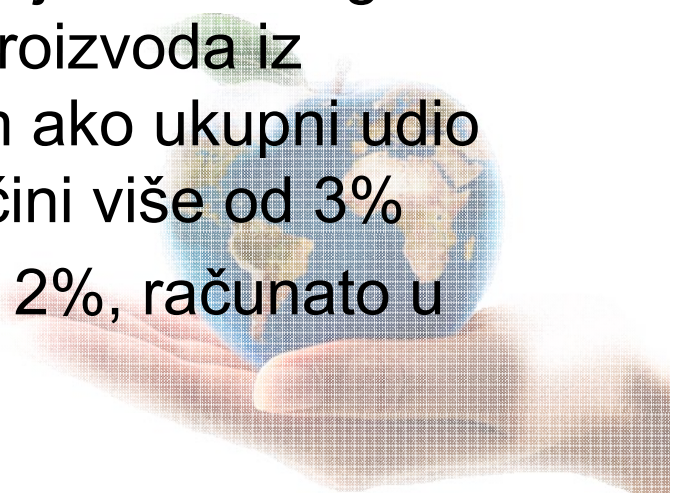 roizvoda iz
ako ukupni udio
čini više od 3%
2%, računato u